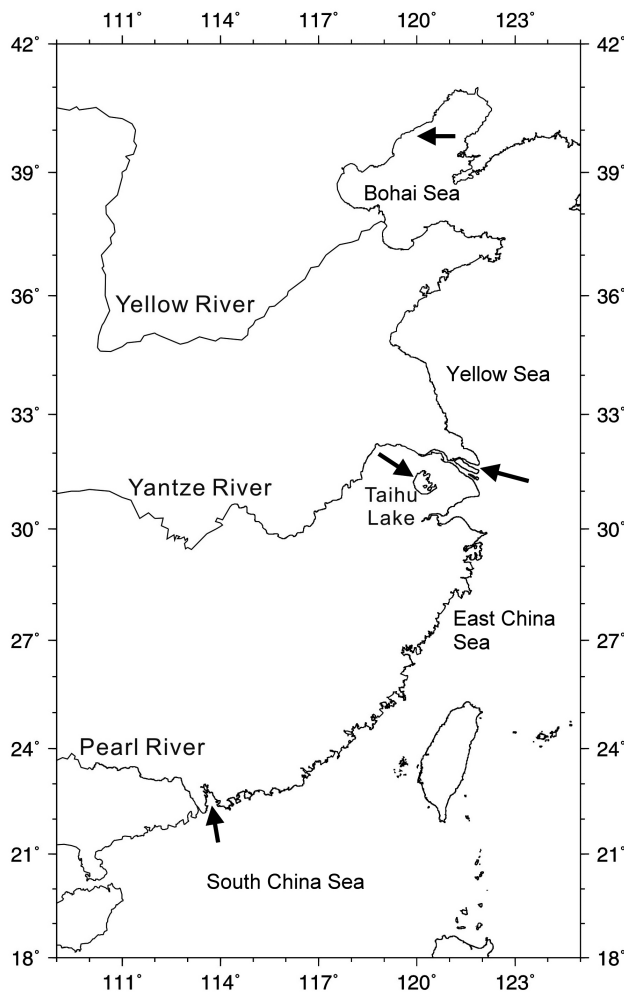 111° 114° 117° 120° 123°
42° 42°
39° 39°
Bohai Sea
36° 36°
Yellow River
Yellow Sea
33° 33°
Yantze River
Taihu
Lake
30° 30°
East China
Sea
27° 27°
Pearl River
24° 24°
21° 21°
South China Sea
18° 18°
111° 114° 117° 120° 123°